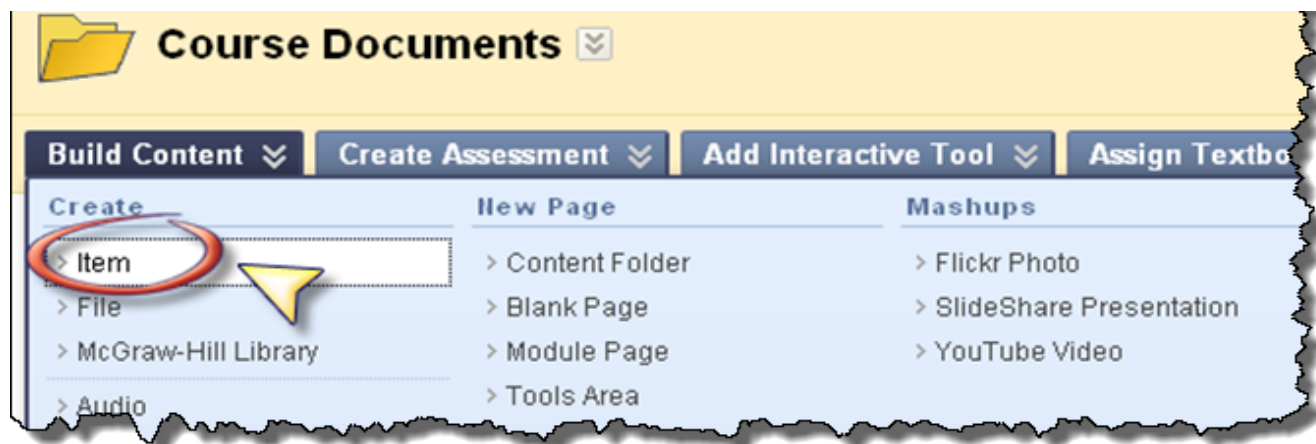 Course Documents
Build Content Create Assessment Add Interactive Tool Assign Textbo
Create New Page Mashups
> Item > Content Folder > Flickr Photo
> File > Blank Page > SlideShare Presentation
> McGraw-Hill Library > Module Page > YouTube Video
> Audio > Tools Area